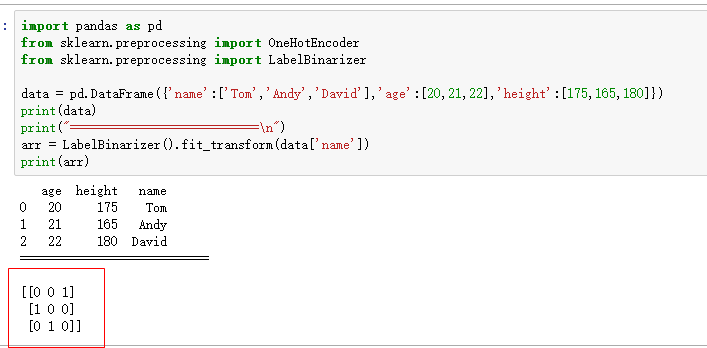 : import pandas as pd
from sklearn.preprocessing import OneHotEncoder
from sklearn.preprocessing import LabelBinarizer
data = pd.DataFrame({'name':['Tom','Andy','David'],'age':[20,21,22],'height':[175,165,180]})
print(data)
print("===========================\n")
arr = LabelBinarizer().fit_transform(data['name'])
print(arr)
age height name
0 20 175 Tom
1 21 165 Andy
2 22 180 David
===========================
[[0 0 1]
[1 0 0]
[0 1 0]]